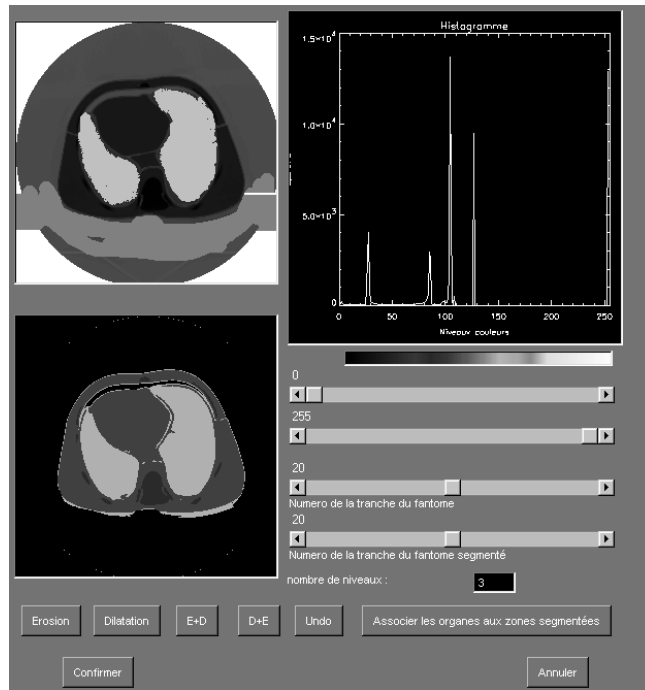 Histogramme
1.5×10⁴
1.0×10⁴
5.0×10³
0
0 50 100 150 200 250
Niveaux couleurs
0
255
20
Numero de la tranche du fantome
20
Numero de la tranche du fantome segmenté
nombre de niveaux : 3
Erosion Dilatation E+D D+E Undo Associer les organes aux zones segmentées
Confirmer Annuler